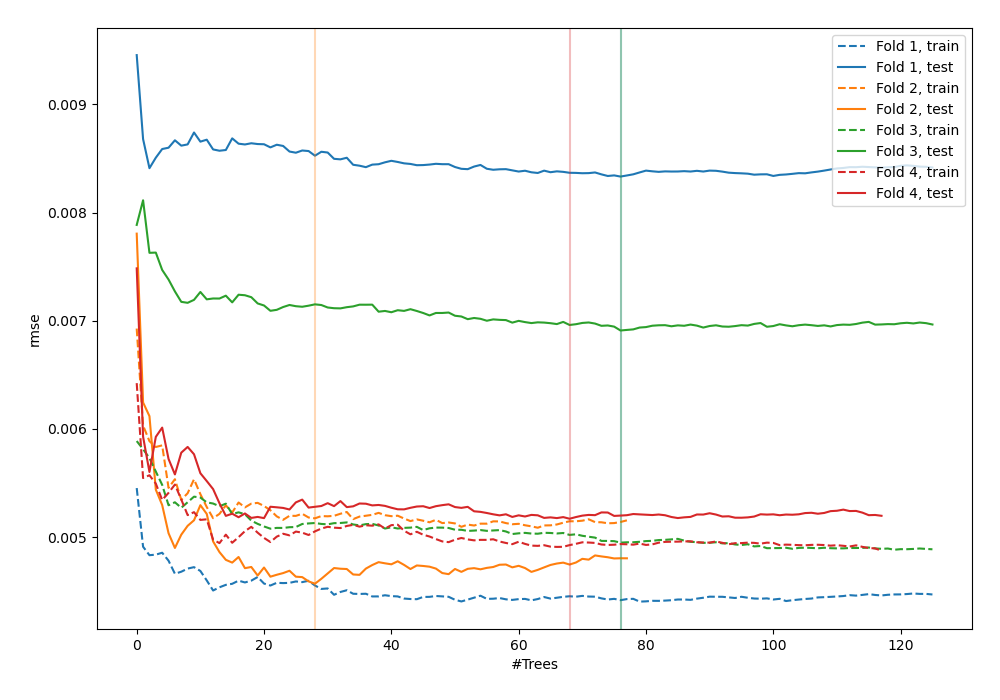 Fold 1, train
Fold 1, test
Fold 2, train
Fold 2, test
Fold 3, train
Fold 3, test
Fold 4, train
Fold 4, test
0.009
0.008
0.007
0.006
0.005
rmse
0 20 40 60 80 100 120
#Trees